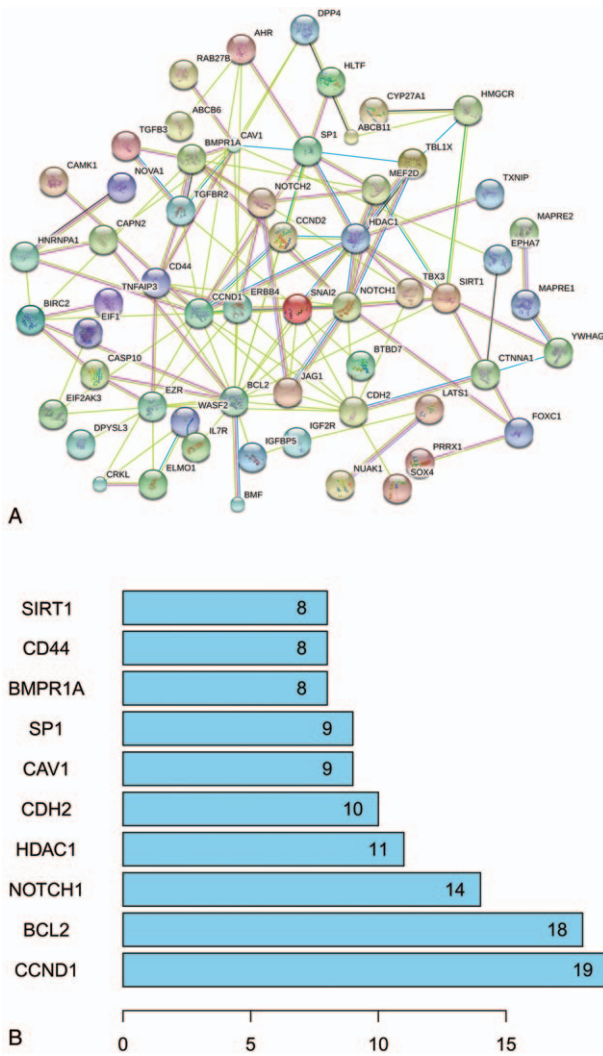 DPP4
AHR
RAB27B
HLTF
CYP27A1
HMGCR
ABCB6
ABCB11
CAV1
SP1
TGFB3
BMPR1A
TBL1X
CAMK1
NOVA1
MEF2D
TXNIP
TGFBR2
NOTCH2
CAPN2
CCND2
HDAC1
MAPRE2
HNRNPA1
EPHA7
CD44
TNFAIP3
TBX3
SIRT1
CCND1
ERBB4
SNAI2
NOTCH1
MAPRE1
BIRC2
EIF1
YWHAG
BTBD7
CTNNA1
CASP10
EZR
BCL2
JAG1
CDH2
LATS1
EIF2AK3
WASF2
IGF2R
DPYSL3
IL7R
IGFBP5
FOXC1
PRRX1
CRKL
ELMO1
NUAK1
SOX4
BMF
A
SIRT1 8
CD44 8
BMPR1A 8
SP1 9
CAV1 9
CDH2 10
HDAC1 11
NOTCH1 14
BCL2 18
CCND1 19
B 0 5 10 15